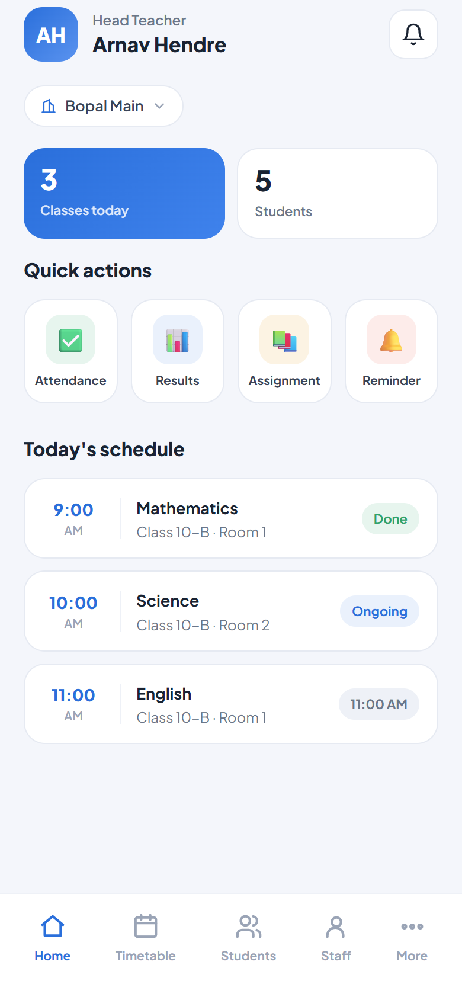 AH
Head Teacher
Arnav Hendre
Bopal Main
3
Classes today
5
Students
Quick actions
Attendance
Results
Assignment
Reminder
Today's schedule
9:00
AM
Mathematics
Class 10–B · Room 1
Done
10:00
AM
Science
Class 10–B · Room 2
Ongoing
11:00
AM
English
Class 10–B · Room 1
11:00 AM
Home
Timetable
Students
Staff
More